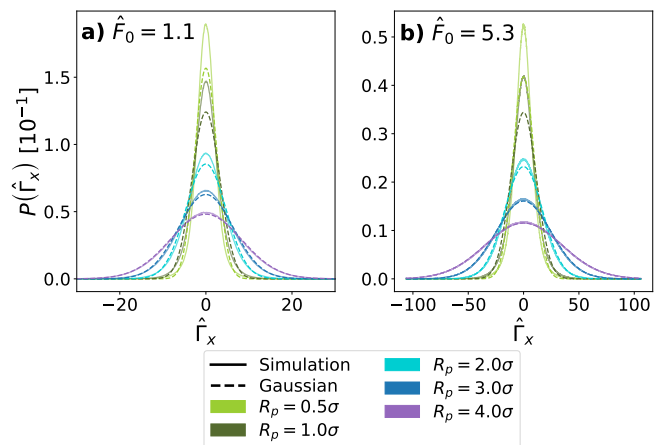 a) F̂₀ = 1.1
b) F̂₀ = 5.3
P(Γ̂ₓ) [10⁻¹]
1.5
1.0
0.5
0.0
0.5
0.4
0.3
0.2
0.1
0.0
−20 0 20
−100 −50 0 50 100
Γ̂ₓ
Γ̂ₓ
Simulation
Gaussian
Rₚ = 0.5σ
Rₚ = 1.0σ
Rₚ = 2.0σ
Rₚ = 3.0σ
Rₚ = 4.0σ